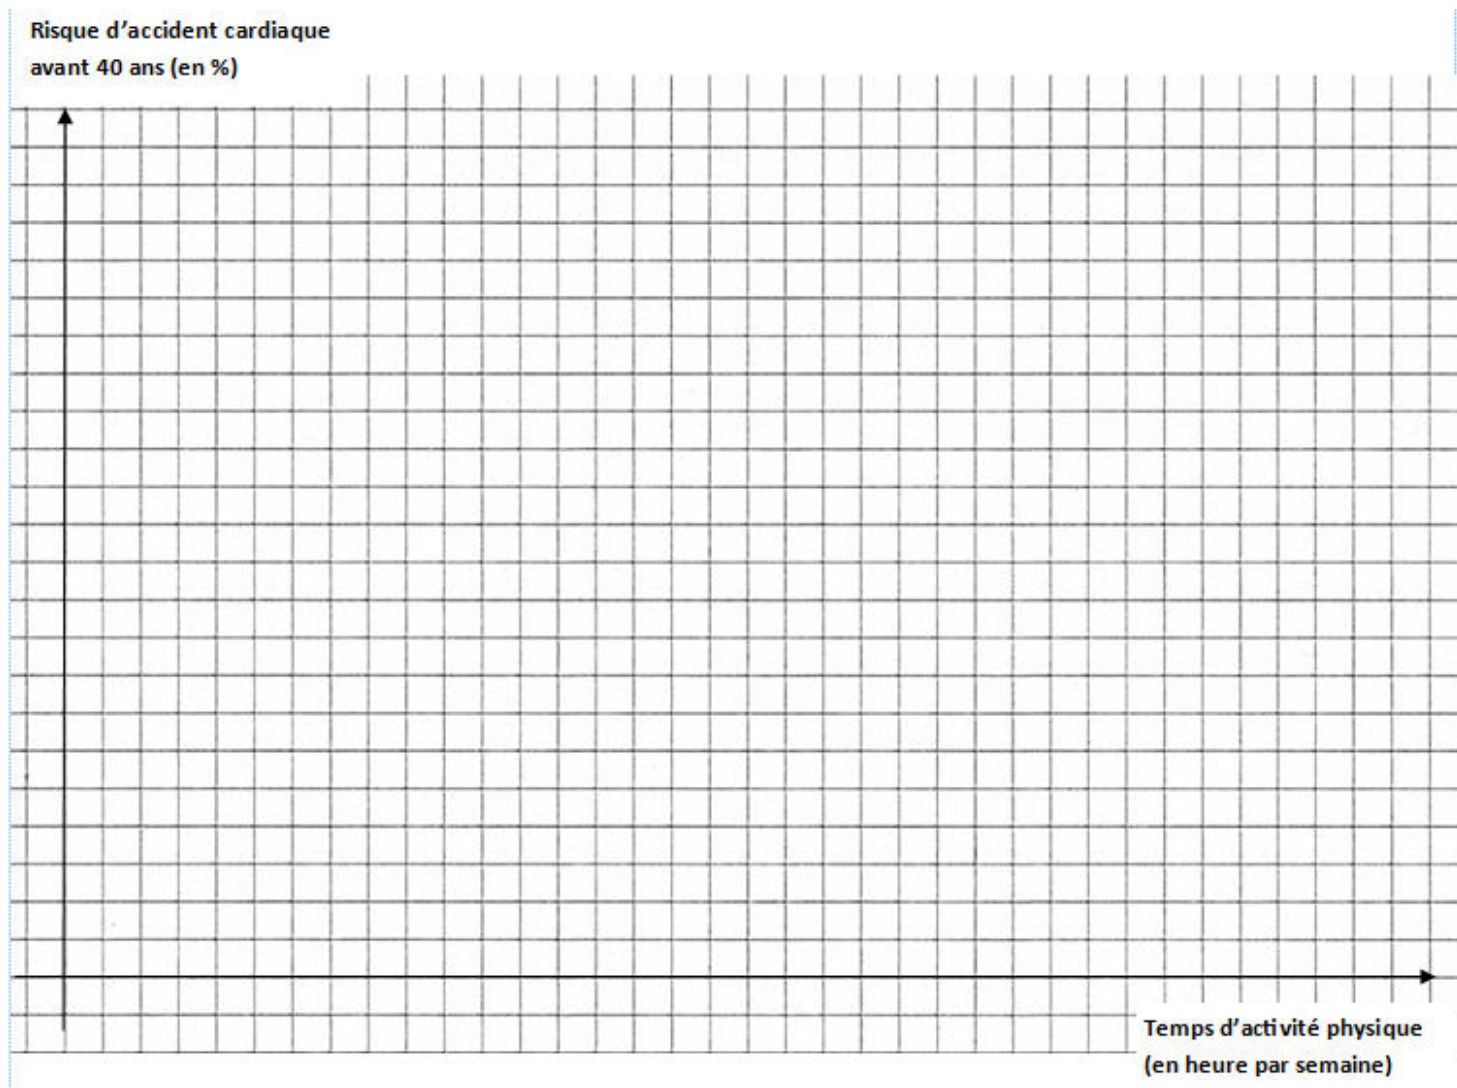 Risque d’accident cardiaque
avant 40 ans (en %)
Temps d’activité physique
(en heure par semaine)